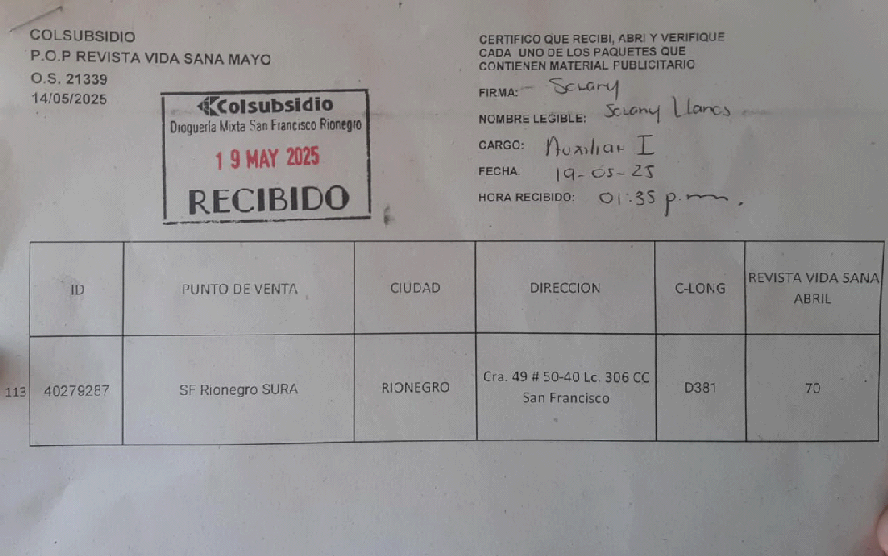 COLSUBSIDIO
P.O.P REVISTA VIDA SANA MAYO
O.S. 21339
14/05/2025
Colsubsidio
Droguería Mixta San Francisco Rionegro
19 MAY 2025
RECIBIDO
CERTIFICO QUE RECIBI, ABRI Y VERIFIQUE
CADA UNO DE LOS PAQUETES QUE
CONTIENEN MATERIAL PUBLICITARIO
FIRMA:
NOMBRE LEGIBLE: Llanos
CARGO: Auxiliar I
FECHA 19-05-25
HORA RECIBIDO: 01:35 p.m.
ID PUNTO DE VENTA CIUDAD DIRECCION C-LONG REVISTA VIDA SANA
ABRIL
113 40279287 SF Rionegro SURA RIONEGRO Cra. 49 # 50-40 Lc. 306 CC D381 70
San Francisco